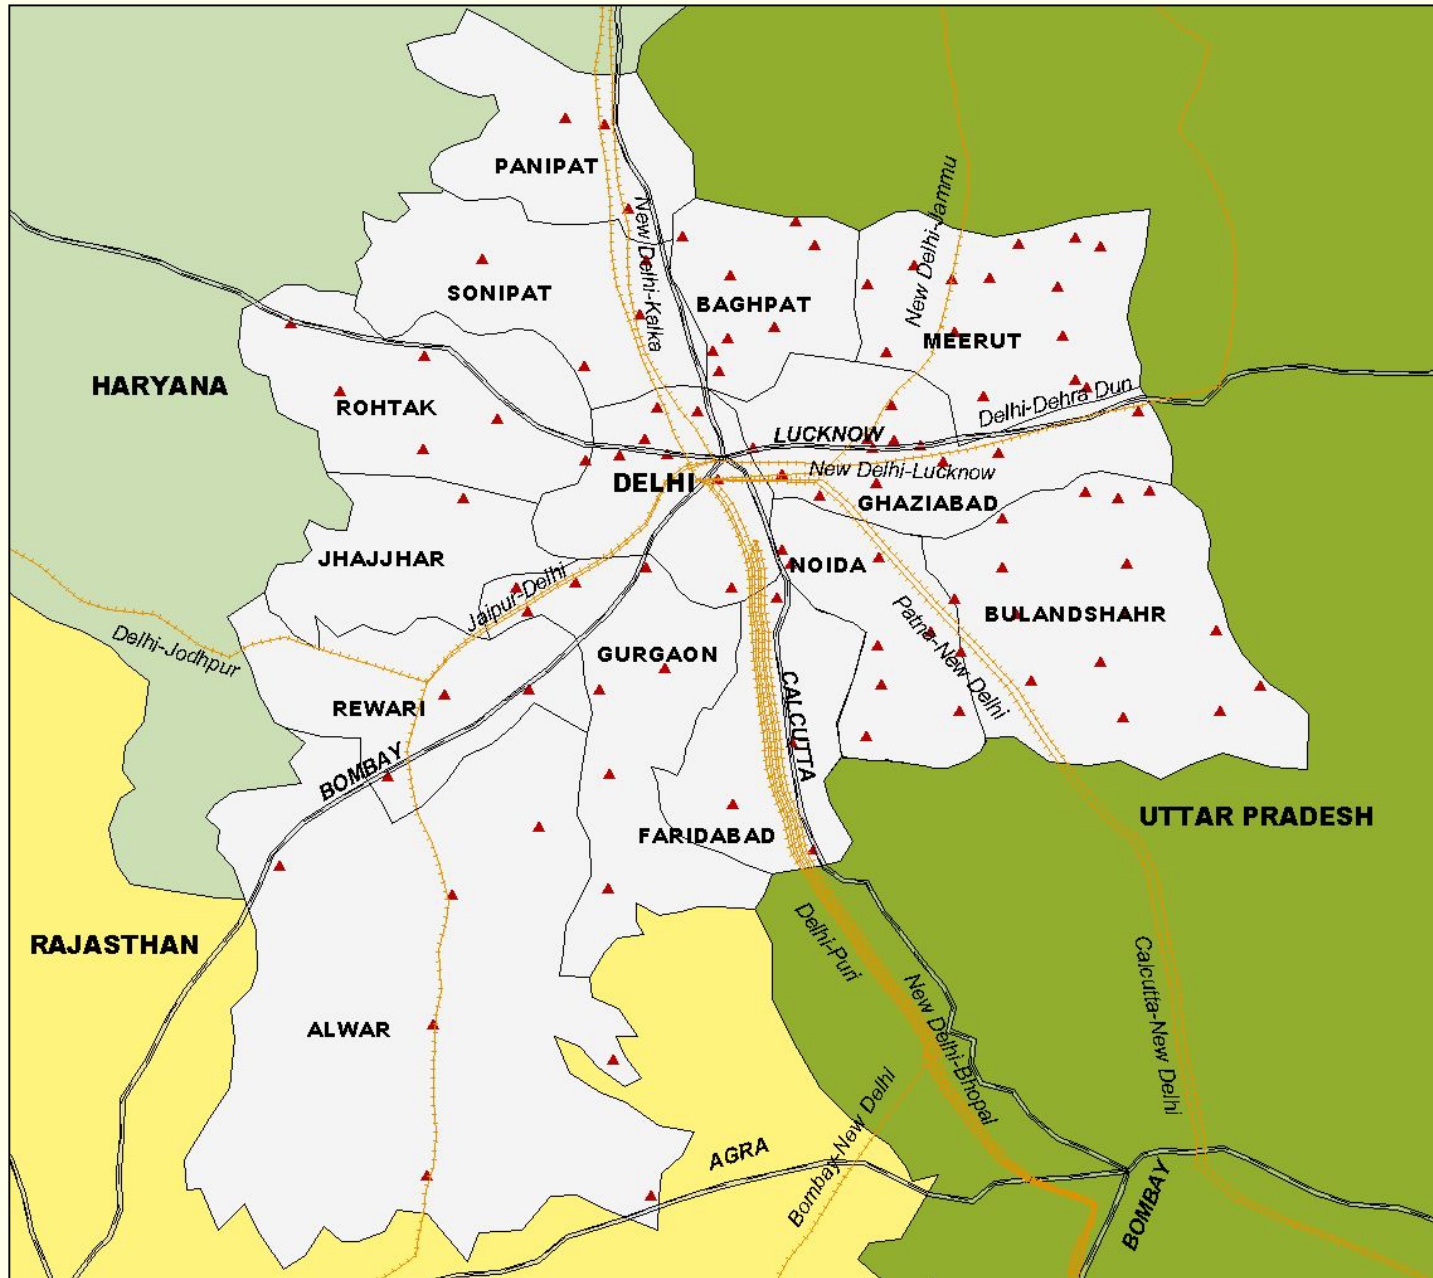 PANIPAT
New Delhi-Jammu
New Delhi-Kalka
SONIPAT
BAGHPAT
MEERUT
HARYANA
ROHTAK
Delhi-Dehra Dun
LUCKNOW
New Delhi-Lucknow
DELHI
GHAZIABAD
JHAJJHAR
NOIDA
Jaipur-Delhi
BULANDSHAHR
Delhi-Jodhpur
Patna-New Delhi
GURGAON
REWARI
CALCUTTA
BOMBAY
UTTAR PRADESH
FARIDABAD
RAJASTHAN
Delhi-Puri
New Delhi-Bhopal
Calcutta-New Delhi
ALWAR
Bombay-New Delhi
AGRA
BOMBAY